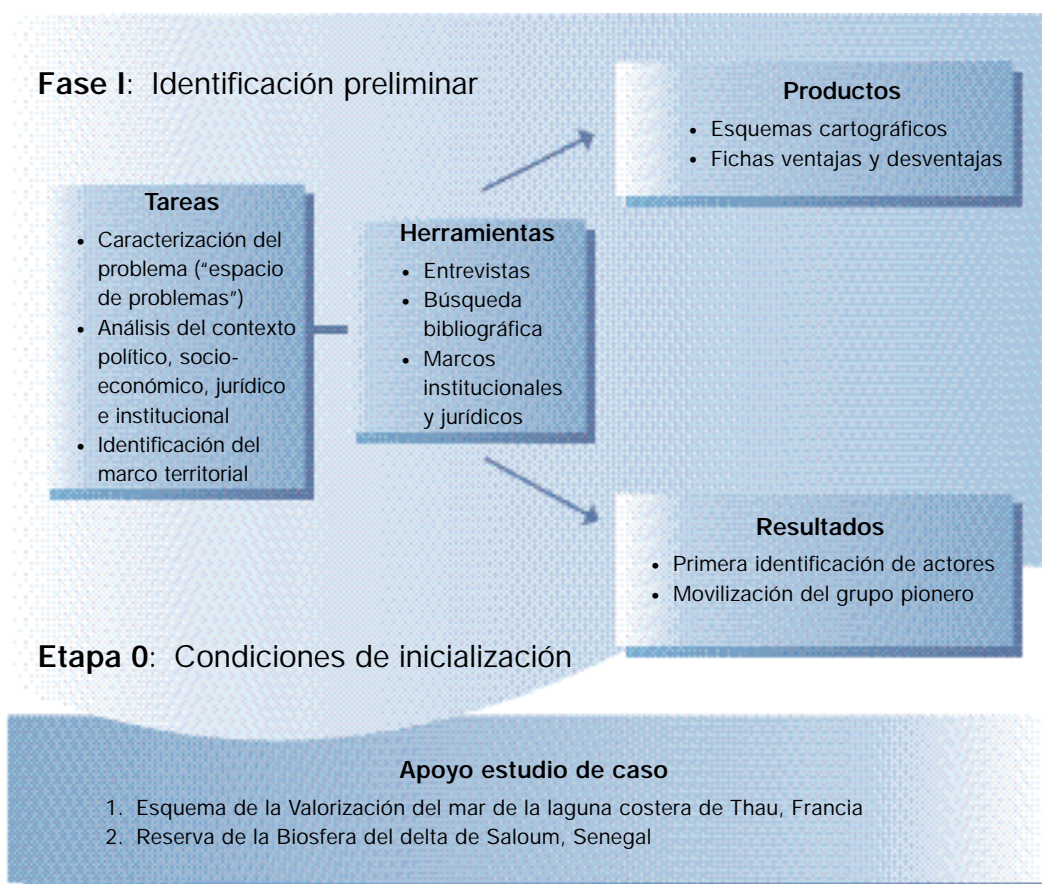 Fase I: Identificación preliminar
Tareas
• Caracterización del
problema (“espacio
de problemas”)
• Análisis del contexto
político, socio-
económico, jurídico
e institucional
• Identificación del
marco territorial
Herramientas
• Entrevistas
• Búsqueda
bibliográfica
• Marcos
institucionales
y jurídicos
Productos
• Esquemas cartográficos
• Fichas ventajas y desventajas
Resultados
• Primera identificación de actores
• Movilización del grupo pionero
Etapa 0: Condiciones de inicialización
Apoyo estudio de caso
1. Esquema de la Valorización del mar de la laguna costera de Thau, Francia
2. Reserva de la Biosfera del delta de Saloum, Senegal